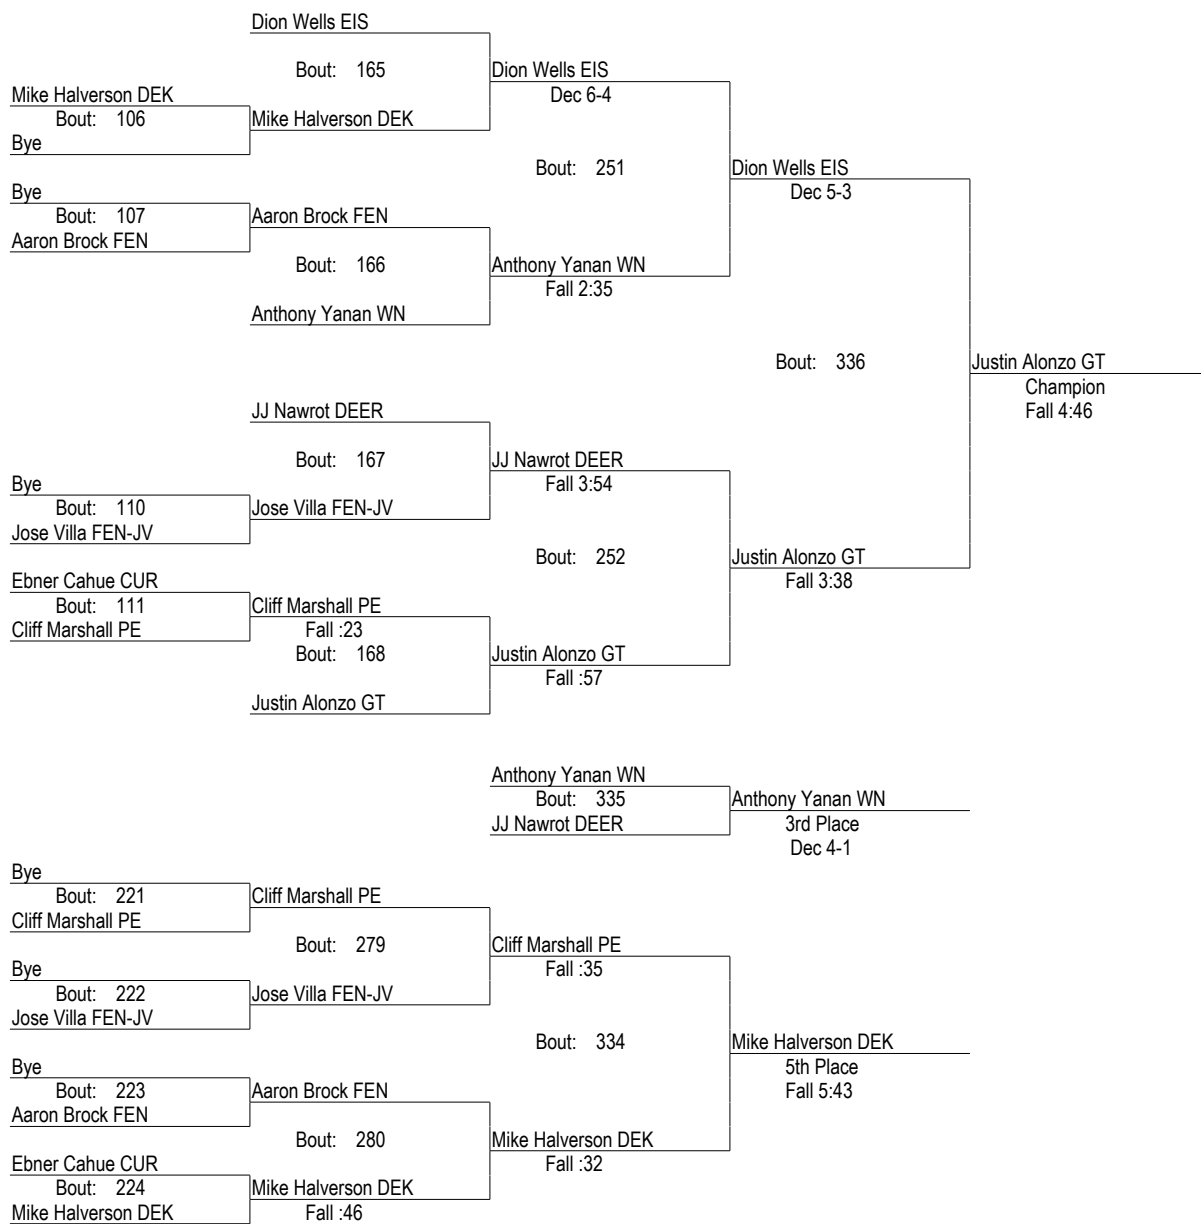 Dion Wells EIS
Bout: 165
Dion Wells EIS
Mike Halverson DEK
Dec 6-4
Bout: 106
Mike Halverson DEK
Bye
Bout: 251
Dion Wells EIS
Bye
Dec 5-3
Bout: 107
Aaron Brock FEN
Aaron Brock FEN
Bout: 166
Anthony Yanan WN
Fall 2:35
Anthony Yanan WN
Bout: 336
Justin Alonzo GT
Champion
JJ Nawrot DEER
Fall 4:46
Bout: 167
JJ Nawrot DEER
Bye
Fall 3:54
Bout: 110
Jose Villa FEN-JV
Jose Villa FEN-JV
Bout: 252
Justin Alonzo GT
Ebner Cahue CUR
Fall 3:38
Bout: 111
Cliff Marshall PE
Cliff Marshall PE
Fall :23
Bout: 168
Justin Alonzo GT
Fall :57
Justin Alonzo GT
Anthony Yanan WN
Bout: 335
Anthony Yanan WN
JJ Nawrot DEER
3rd Place
Dec 4-1
Bye
Bout: 221
Cliff Marshall PE
Cliff Marshall PE
Bout: 279
Cliff Marshall PE
Bye
Fall :35
Bout: 222
Jose Villa FEN-JV
Jose Villa FEN-JV
Bout: 334
Mike Halverson DEK
Bye
5th Place
Bout: 223
Aaron Brock FEN
Fall 5:43
Aaron Brock FEN
Bout: 280
Mike Halverson DEK
Ebner Cahue CUR
Fall :32
Bout: 224
Mike Halverson DEK
Mike Halverson DEK
Fall :46